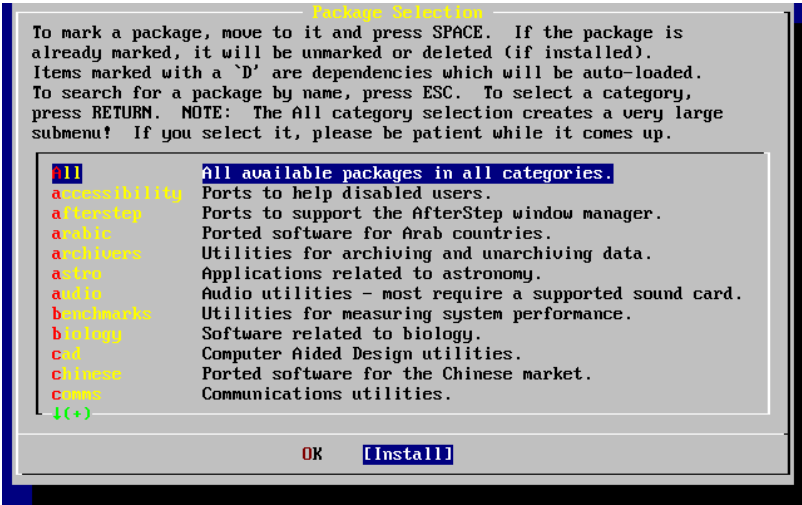 Package Selection
To mark a package, move to it and press SPACE.  If the package is
already marked, it will be unmarked or deleted (if installed).
Items marked with a `D' are dependencies which will be auto-loaded.
To search for a package by name, press ESC.  To select a category,
press RETURN.  NOTE:  The All category selection creates a very large
submenu!  If you select it, please be patient while it comes up.
All All available packages in all categories.
accessibility Ports to help disabled users.
afterstep Ports to support the AfterStep window manager.
arabic Ported software for Arab countries.
archivers Utilities for archiving and unarchiving data.
astro Applications related to astronomy.
audio Audio utilities - most require a supported sound card.
benchmarks Utilities for measuring system performance.
biology Software related to biology.
cad Computer Aided Design utilities.
chinese Ported software for the Chinese market.
comms Communications utilities.
↓(+)
OK [Install]